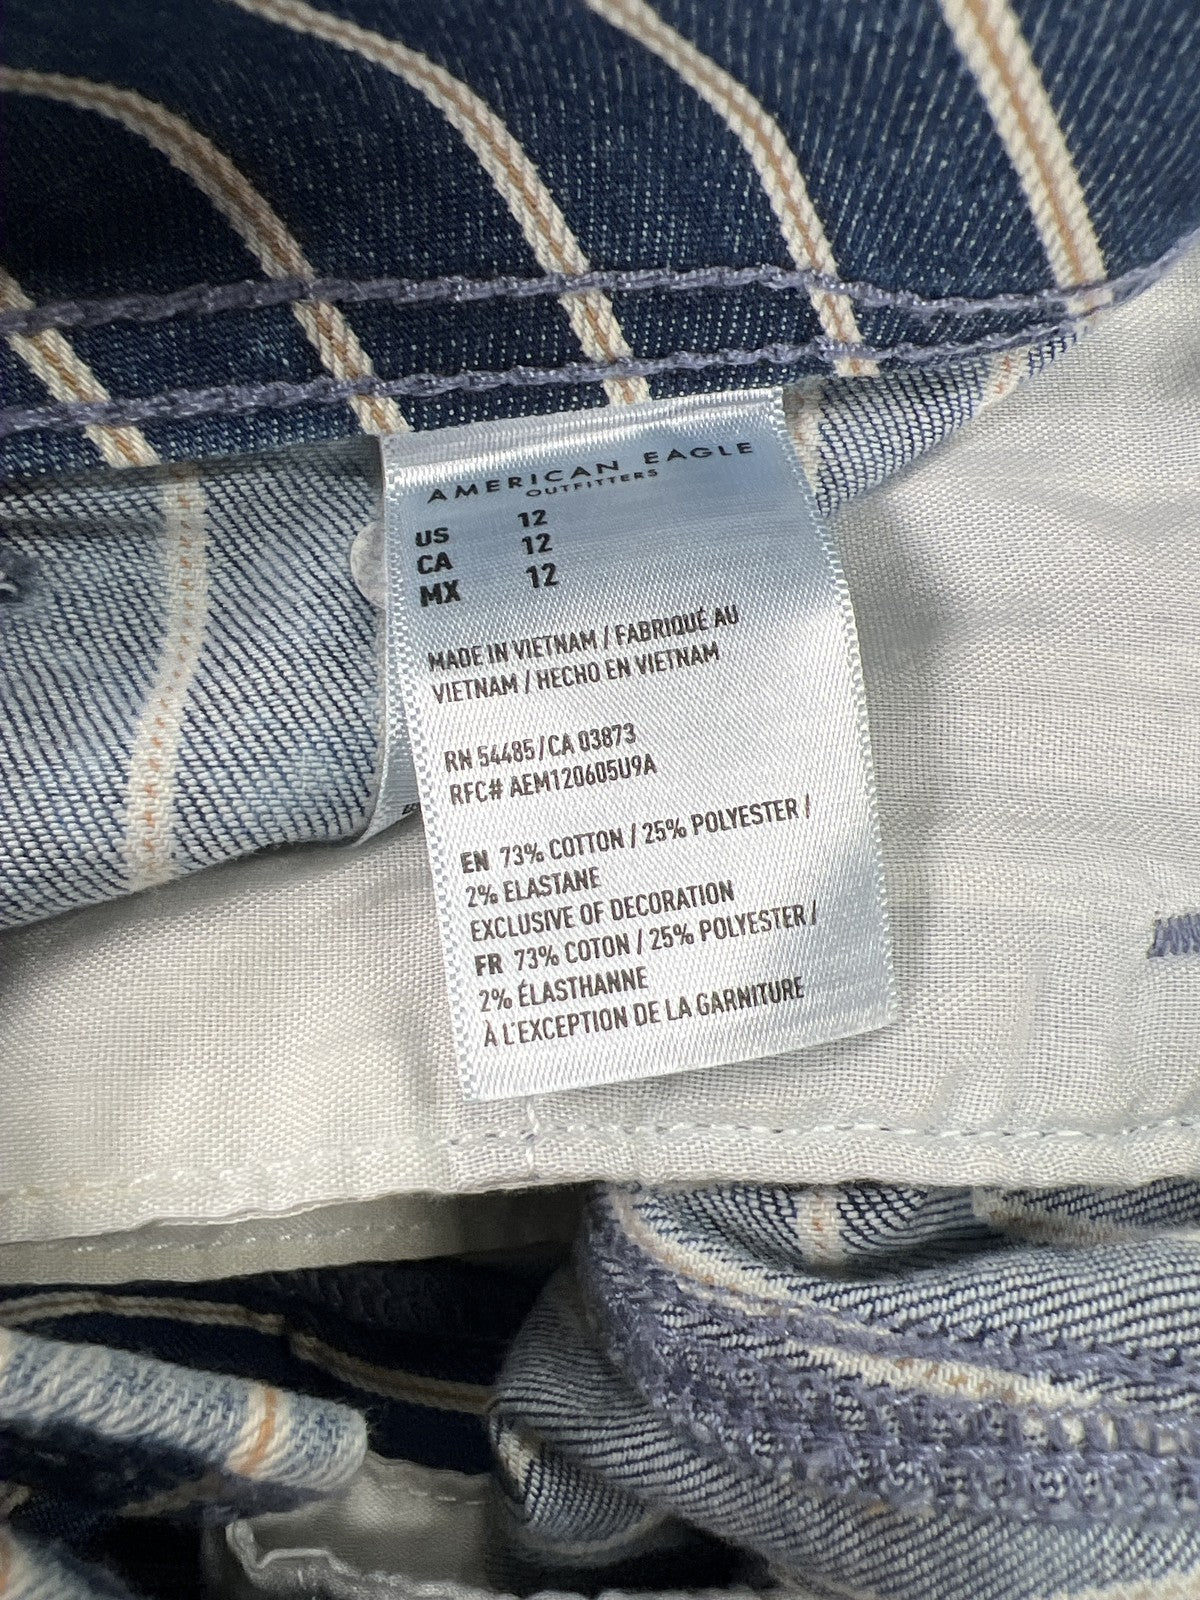 AMERICAN EAGLE
OUTFITTERS
US 12
CA 12
MX 12
MADE IN VIETNAM / FABRIQUÉ AU
VIETNAM / HECHO EN VIETNAM
RN 54485 / CA 03873
RFC# AEM120605U9A
EN 73% COTTON / 25% POLYESTER /
2% ELASTANE
EXCLUSIVE OF DECORATION
FR 73% COTON / 25% POLYESTER /
2% ÉLASTHANNE
À L'EXCEPTION DE LA GARNITURE